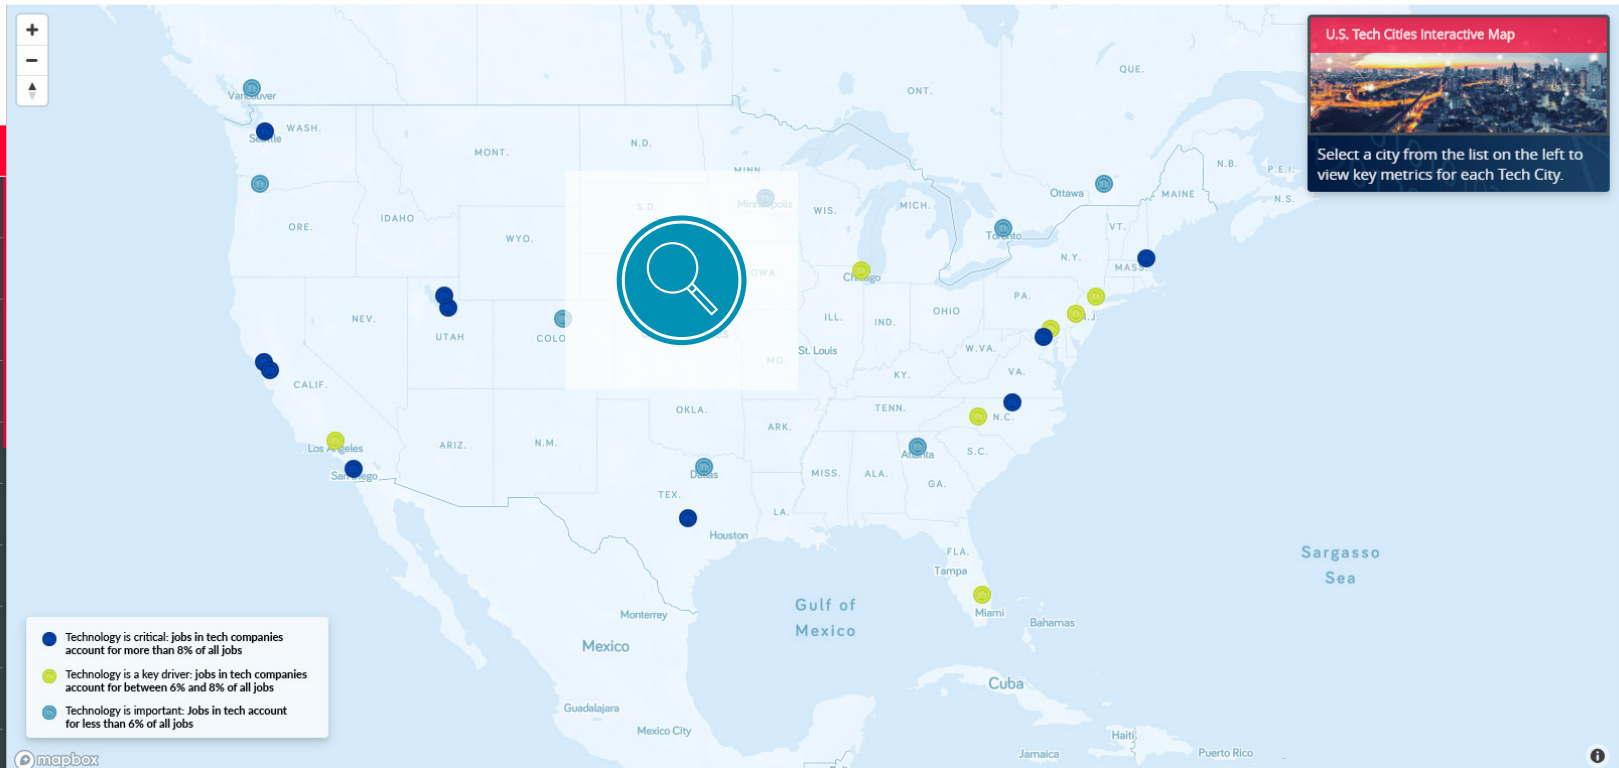 U.S. Tech Cities Interactive Map
Select a city from the list on the left to
view key metrics for each Tech City.
QUE.
ONT.
Vancouver
WASH.
Seattle
MONT.
N.D.
MINN.
N.B.
P.E.I.
N.S.
Ottawa
MAINE
S.D.
Minneapolis
WIS.
MICH.
IDAHO
ORE.
WYO.
Toronto
VT.
N.Y.
MASS.
IOWA
Chicago
PA.
N.J.
NEV.
UTAH
COLO.
ILL.
IND.
OHIO
MO.
St. Louis
W.VA.
VA.
KY.
CALIF.
OKLA.
ARK.
TENN.
N.C.
Los Angeles
ARIZ.
N.M.
Atlanta
S.C.
San Diego
Dallas
MISS.
ALA.
GA.
TEX.
LA.
Houston
FLA.
Tampa
Sargasso
Sea
Gulf of
Mexico
Miami
Monterrey
Bahamas
Mexico
Cuba
Guadalajara
Mexico City
Haiti
Jamaica
Puerto Rico
Technology is critical: jobs in tech companies
account for more than 8% of all jobs
Technology is a key driver: jobs in tech companies
account for between 6% and 8% of all jobs
Technology is important: Jobs in tech account
for less than 6% of all jobs
mapbox